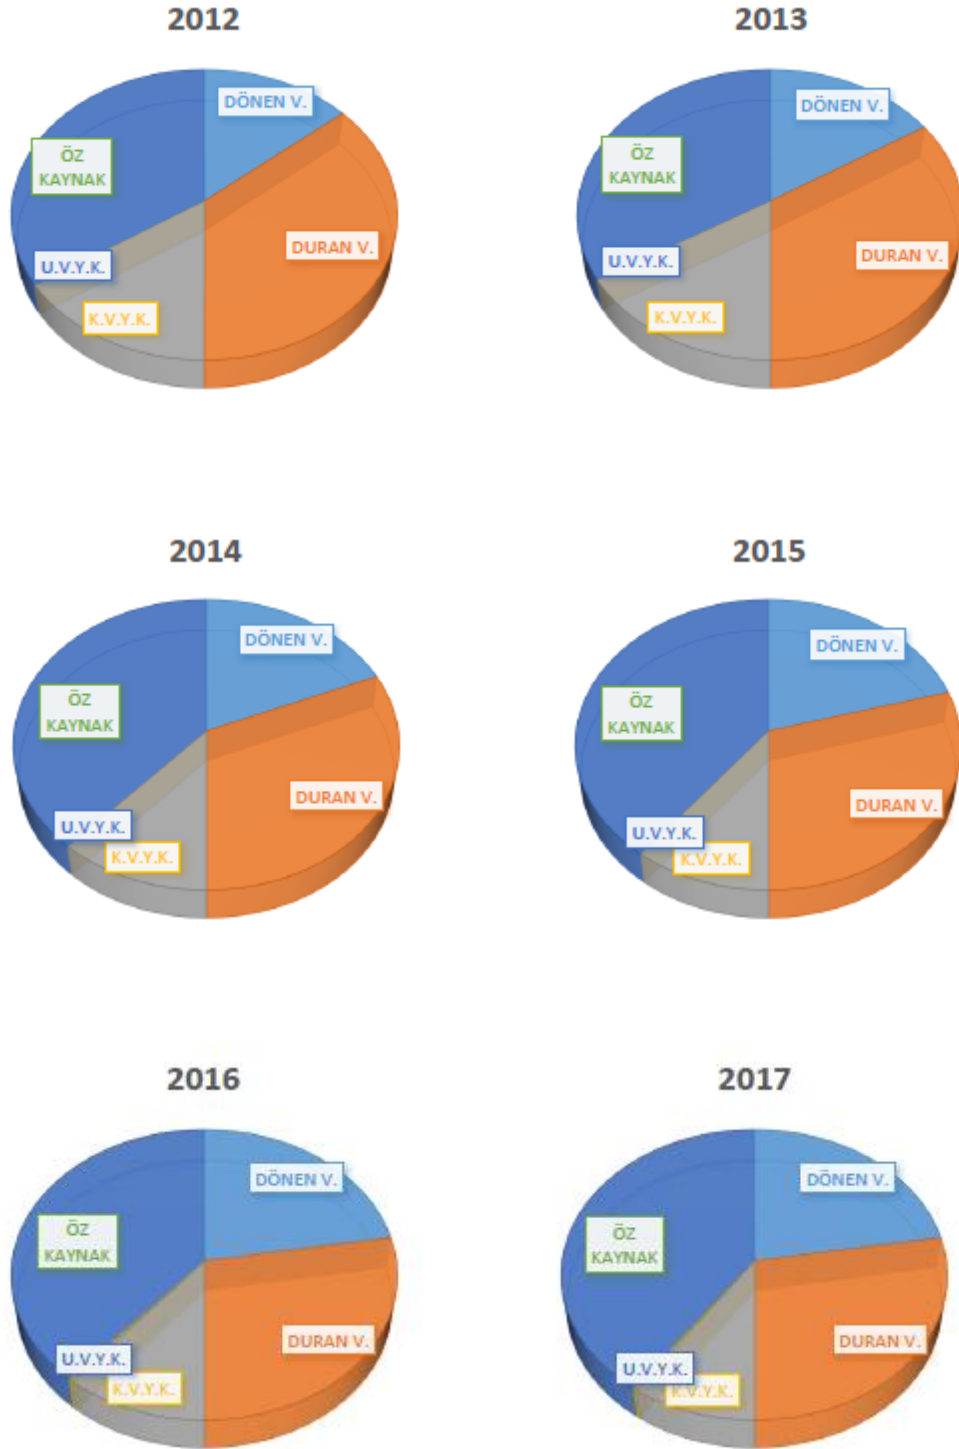 2012
DÖNEN V.
ÖZ
KAYNAK
DURAN V.
U.V.Y.K.
K.V.Y.K.
2013
DÖNEN V.
ÖZ
KAYNAK
DURAN V.
U.V.Y.K.
K.V.Y.K.
2014
DÖNEN V.
ÖZ
KAYNAK
DURAN V.
U.V.Y.K.
K.V.Y.K.
2015
DÖNEN V.
ÖZ
KAYNAK
DURAN V.
U.V.Y.K.
K.V.Y.K.
2016
DÖNEN V.
ÖZ
KAYNAK
DURAN V.
U.V.Y.K.
K.V.Y.K.
2017
DÖNEN V.
ÖZ
KAYNAK
DURAN V.
U.V.Y.K.
K.V.Y.K.